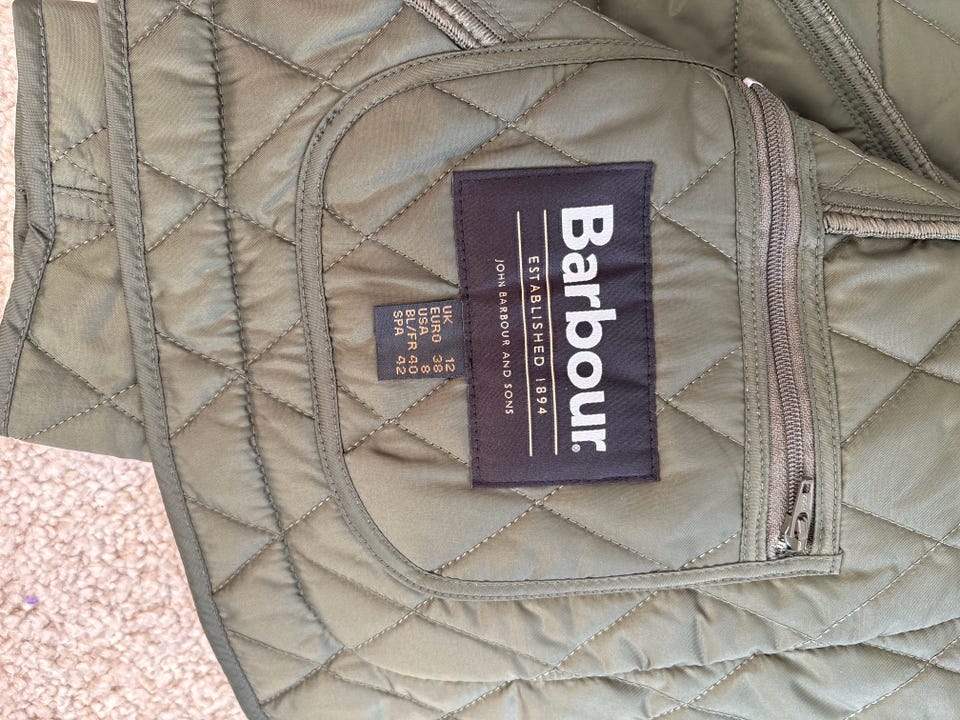 Barbour®
ESTABLISHED 1894
JOHN BARBOUR AND SONS
UK 12
EURO 38
USA 8
BL/FR 40
SPA 42